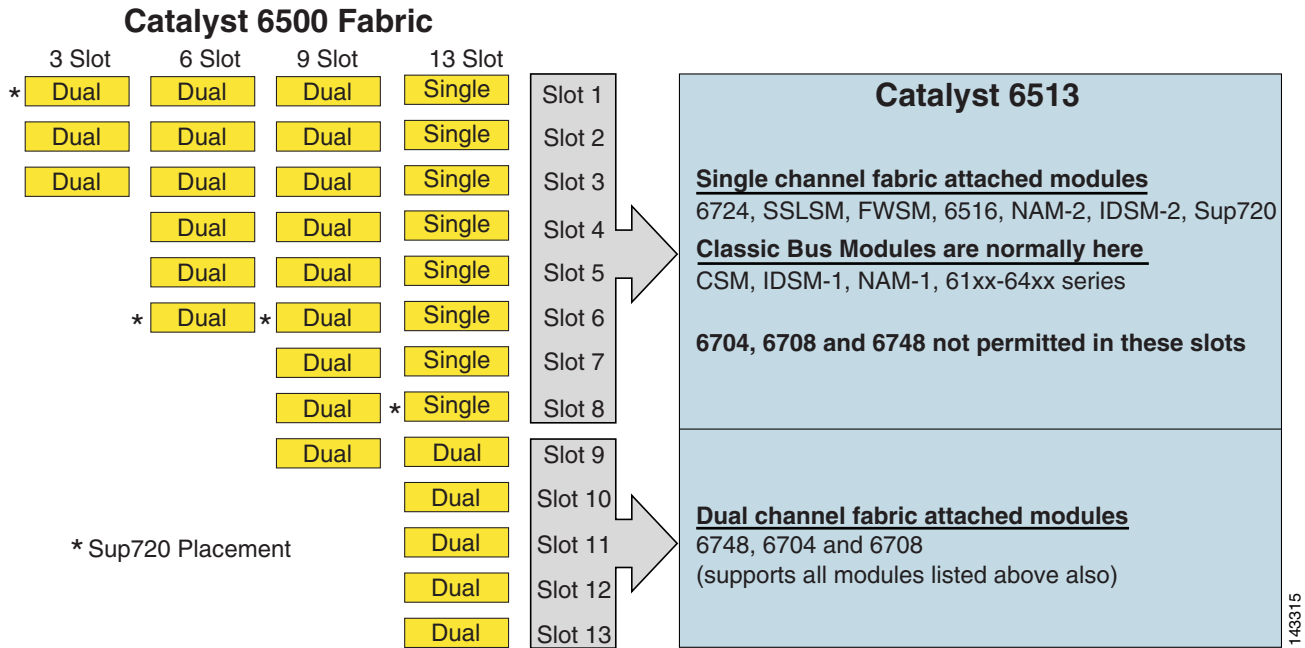 Catalyst 6500 Fabric
3 Slot 6 Slot 9 Slot 13 Slot
* Dual Dual Dual Single Slot 1
Dual Dual Dual Single Slot 2
Dual Dual Dual Single Slot 3
Dual Dual Single Slot 4
Dual Dual Single Slot 5
* Dual * Dual Single Slot 6
Dual Single Slot 7
Dual * Single Slot 8
Dual Dual Slot 9
Dual Slot 10
Dual Slot 11
Dual Slot 12
Dual Slot 13
* Sup720 Placement
Catalyst 6513
Single channel fabric attached modules
6724, SSLSM, FWSM, 6516, NAM-2, IDSM-2, Sup720
Classic Bus Modules are normally here
CSM, IDSM-1, NAM-1, 61xx-64xx series
6704, 6708 and 6748 not permitted in these slots
Dual channel fabric attached modules
6748, 6704 and 6708
(supports all modules listed above also)
143315